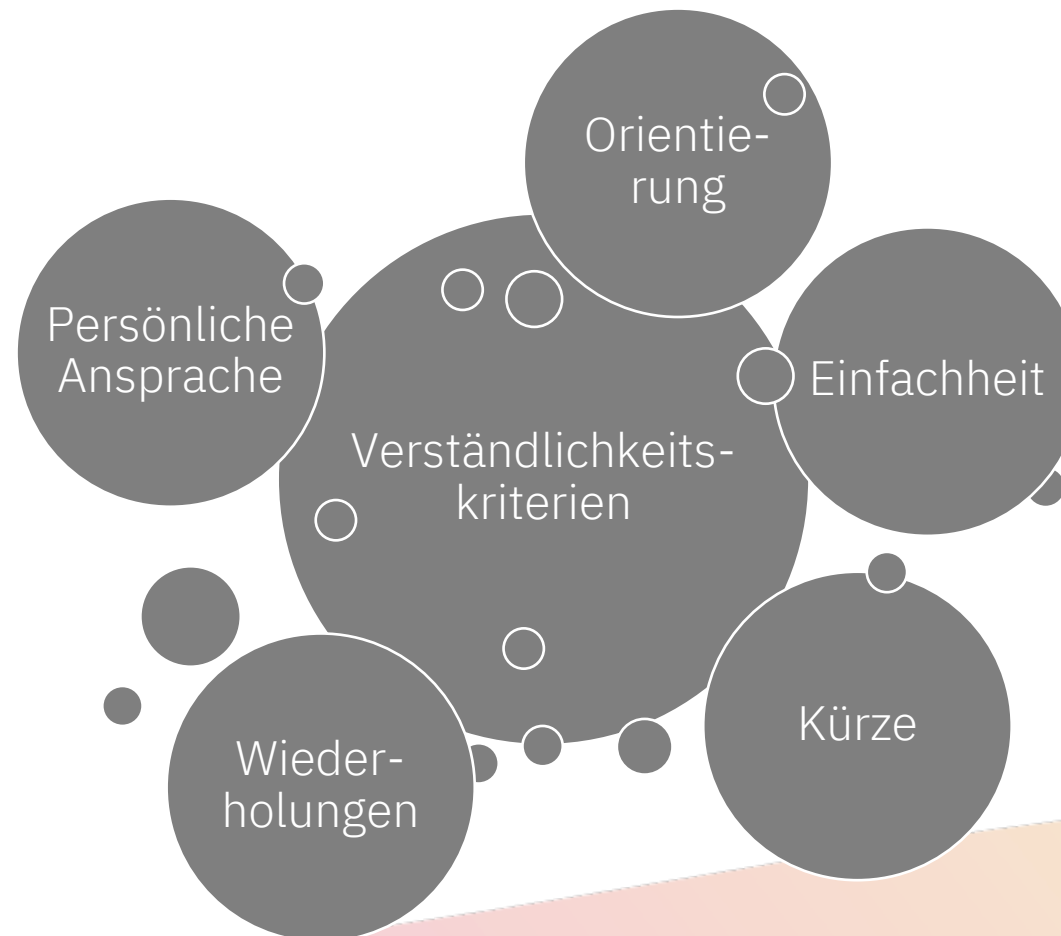 Orientie-
rung
Persönliche
Ansprache
Einfachheit
Verständlichkeits-
kriterien
Kürze
Wieder-
holungen